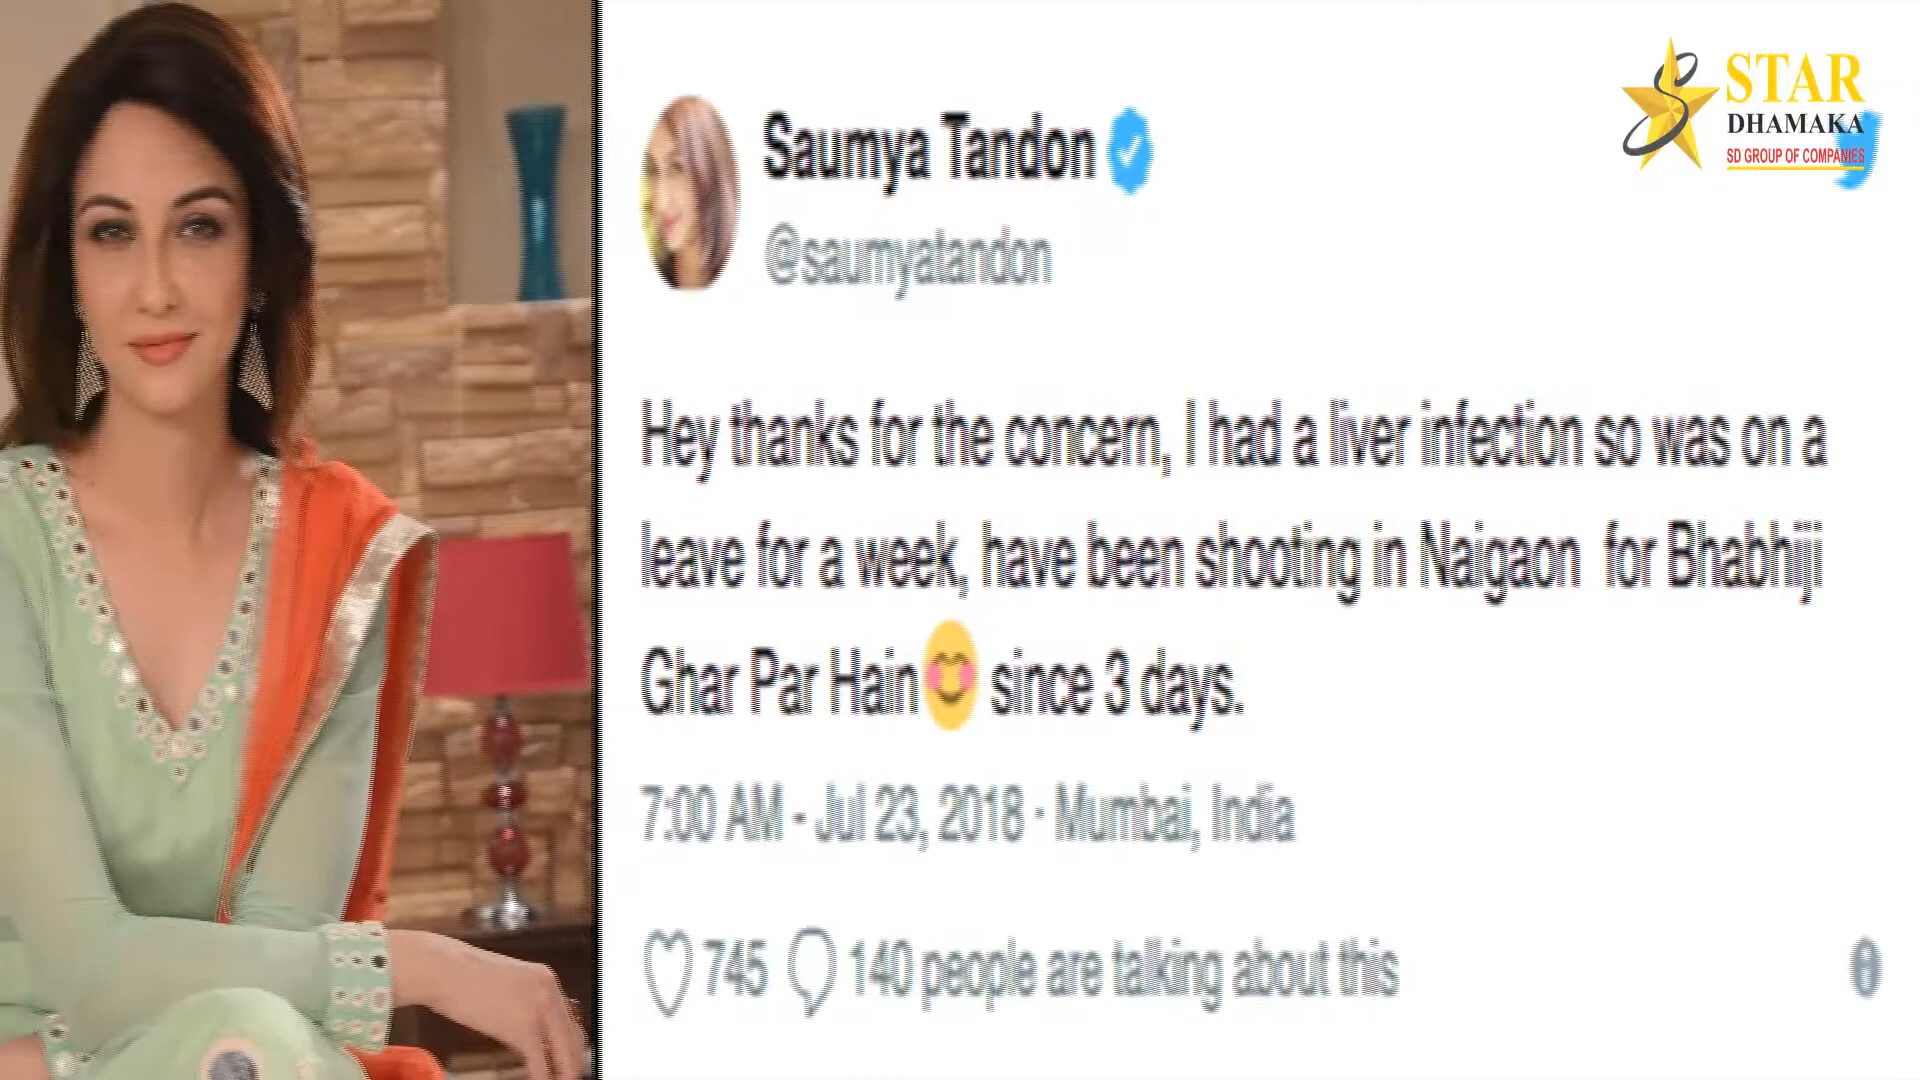 STAR
DHAMAKA
SD GROUP OF COMPANIES
Saumya Tandon
@saumyatandon
Hey thanks for the concern, I had a liver infection so was on a
leave for a week, have been shooting in Naigaon for Bhabhiji
Ghar Par Hain😊 since 3 days.
7:00 AM - Jul 23, 2018 · Mumbai, India
745 140 people are talking about this